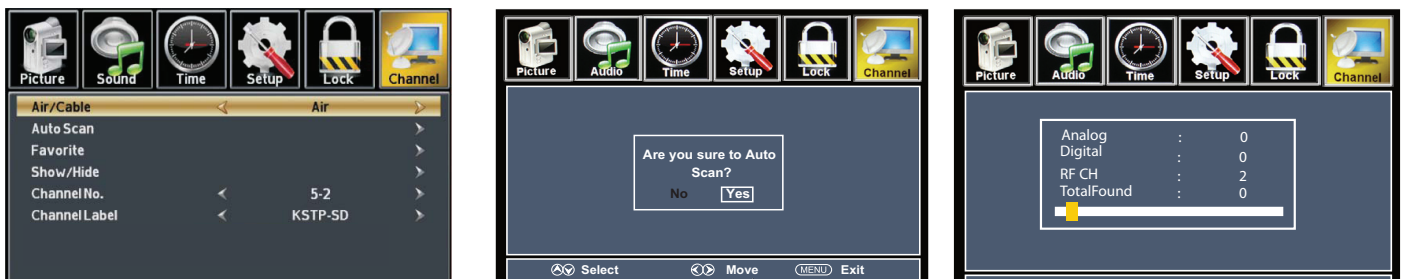 Picture Sound Time Setup Lock Channel
Air/Cable Air
Auto Scan
Favorite
Show/Hide
Channel No. 5-2
Channel Label KSTP-SD
Picture Audio Time Setup Lock Channel
Are you sure to Auto
Scan?
No Yes
Select Move MENU Exit
Picture Audio Time Setup Lock Channel
Analog : 0
Digital : 0
RF CH : 2
TotalFound : 0